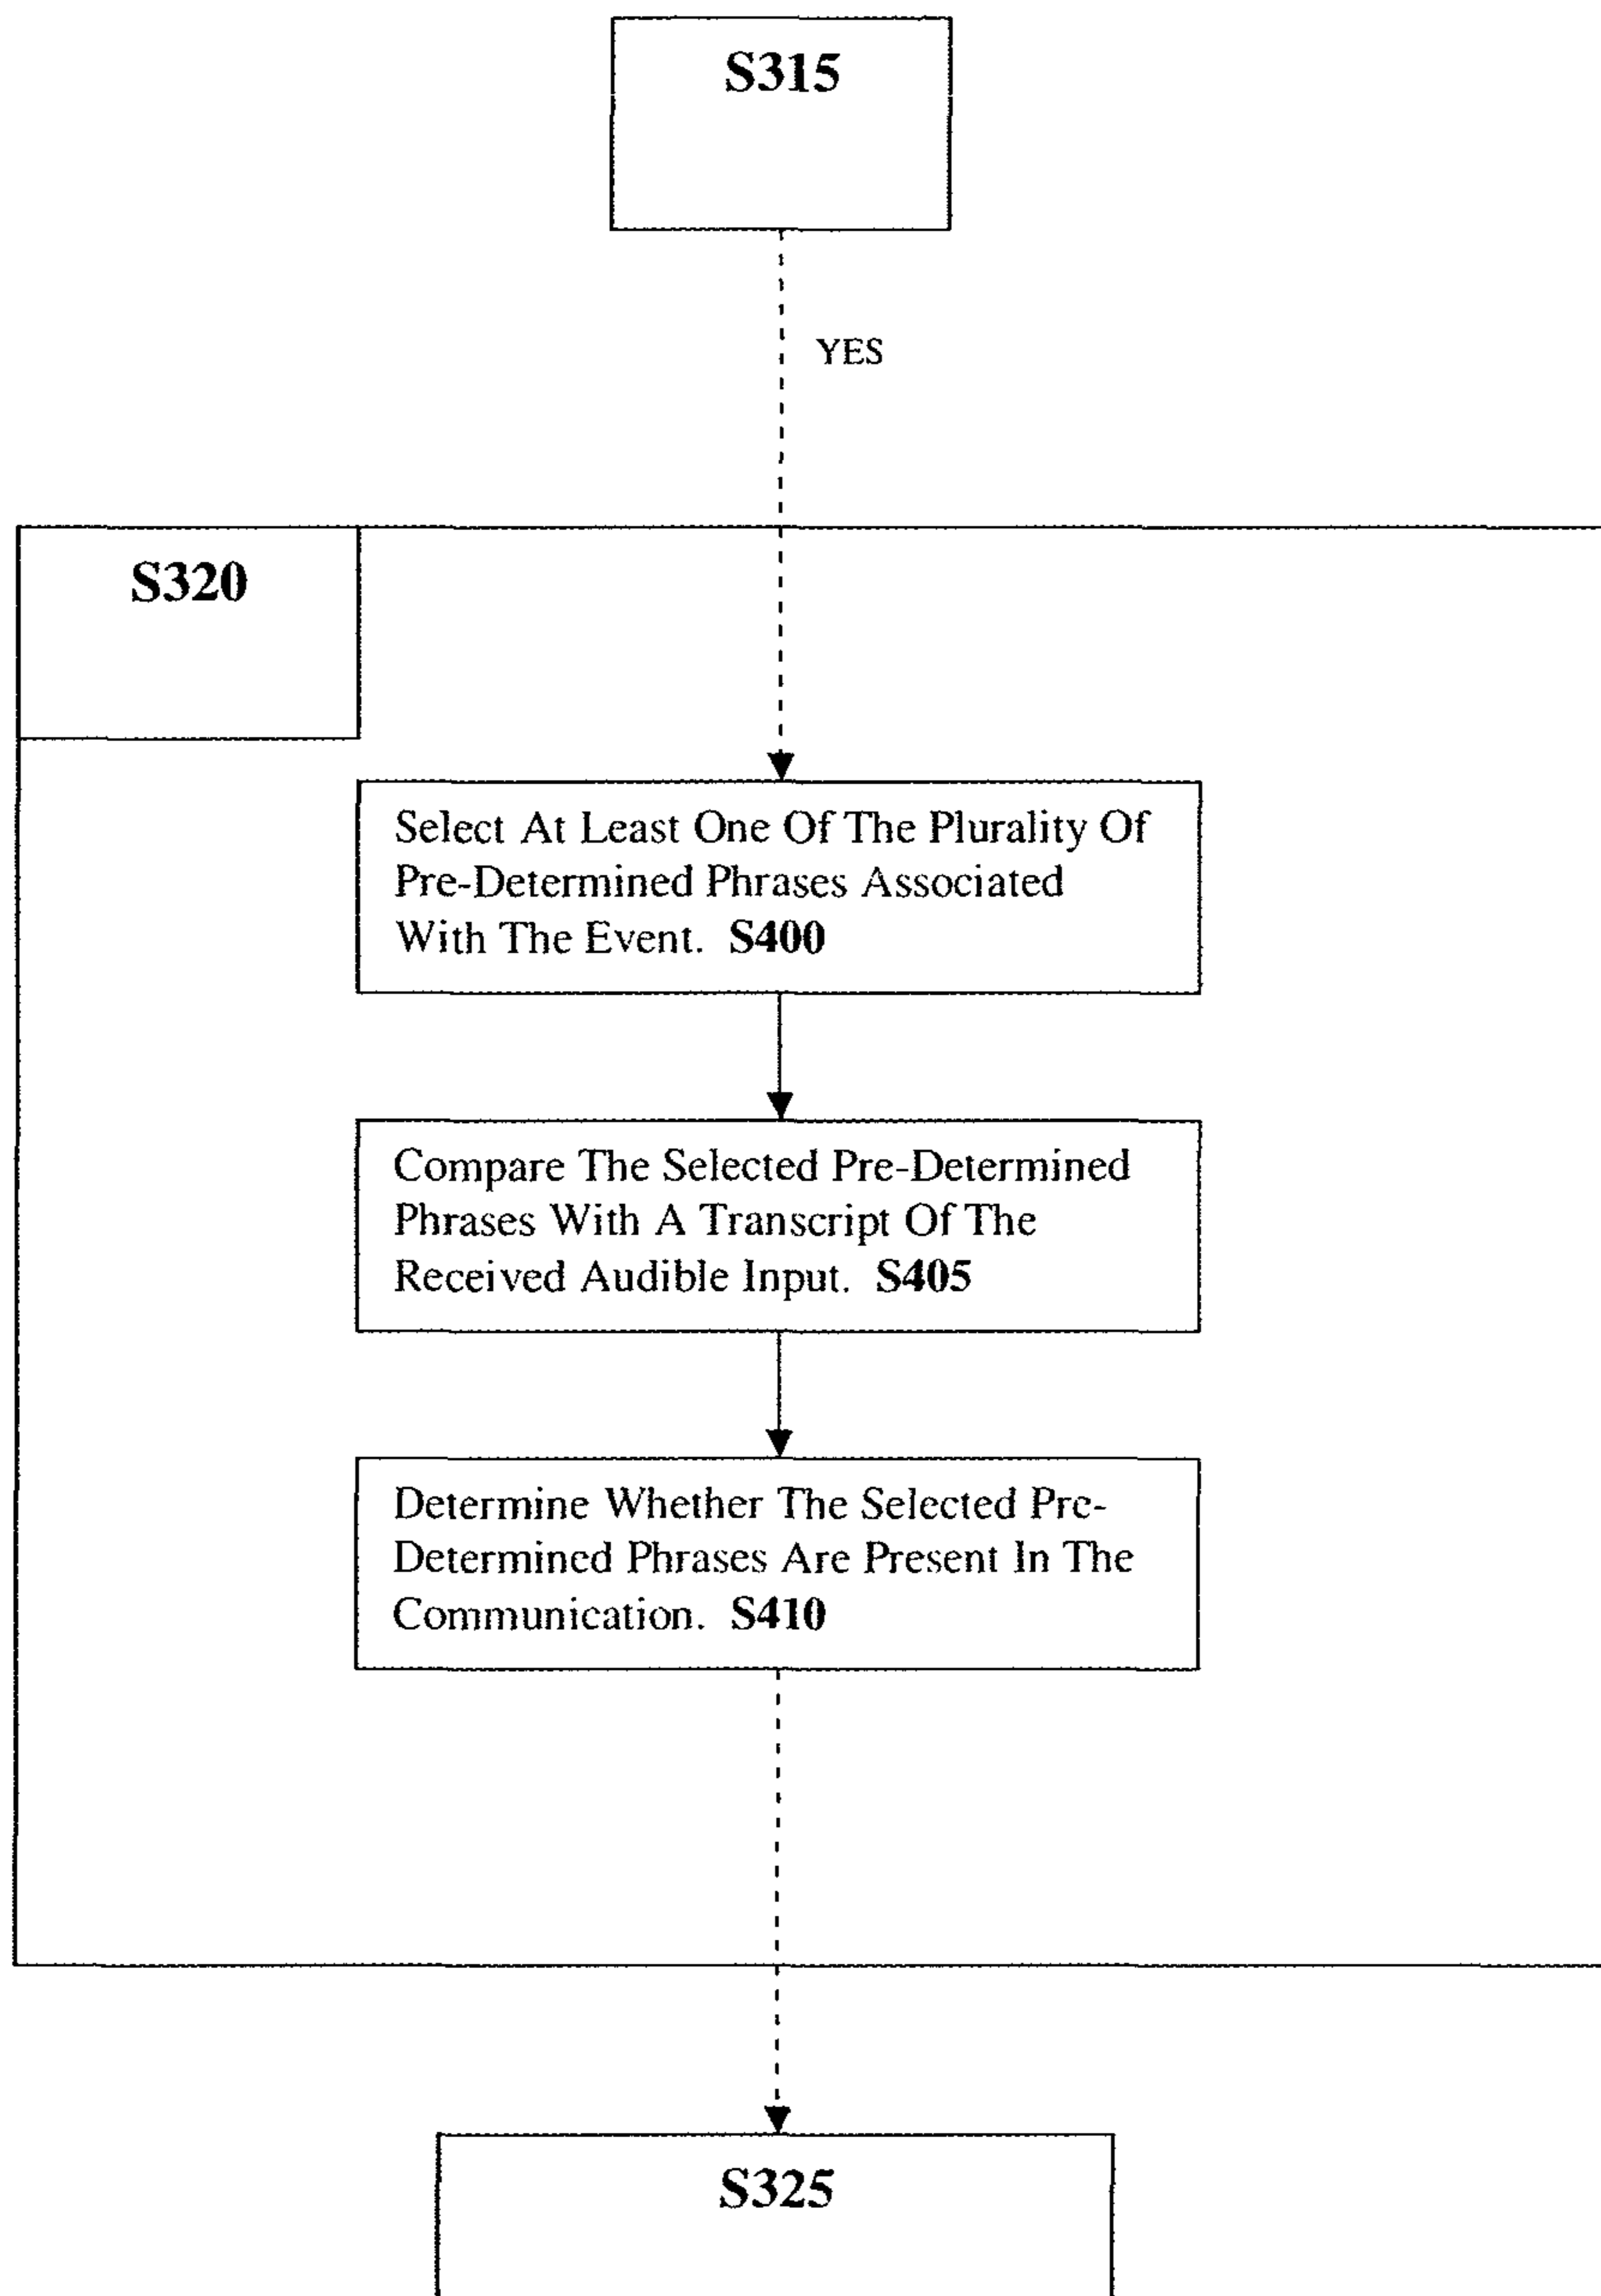 S315
YES
S320
Select At Least One Of The Plurality Of
Pre-Determined Phrases Associated
With The Event. S400
Compare The Selected Pre-Determined
Phrases With A Transcript Of The
Received Audible Input. S405
Determine Whether The Selected Pre-
Determined Phrases Are Present In The
Communication. S410
S325